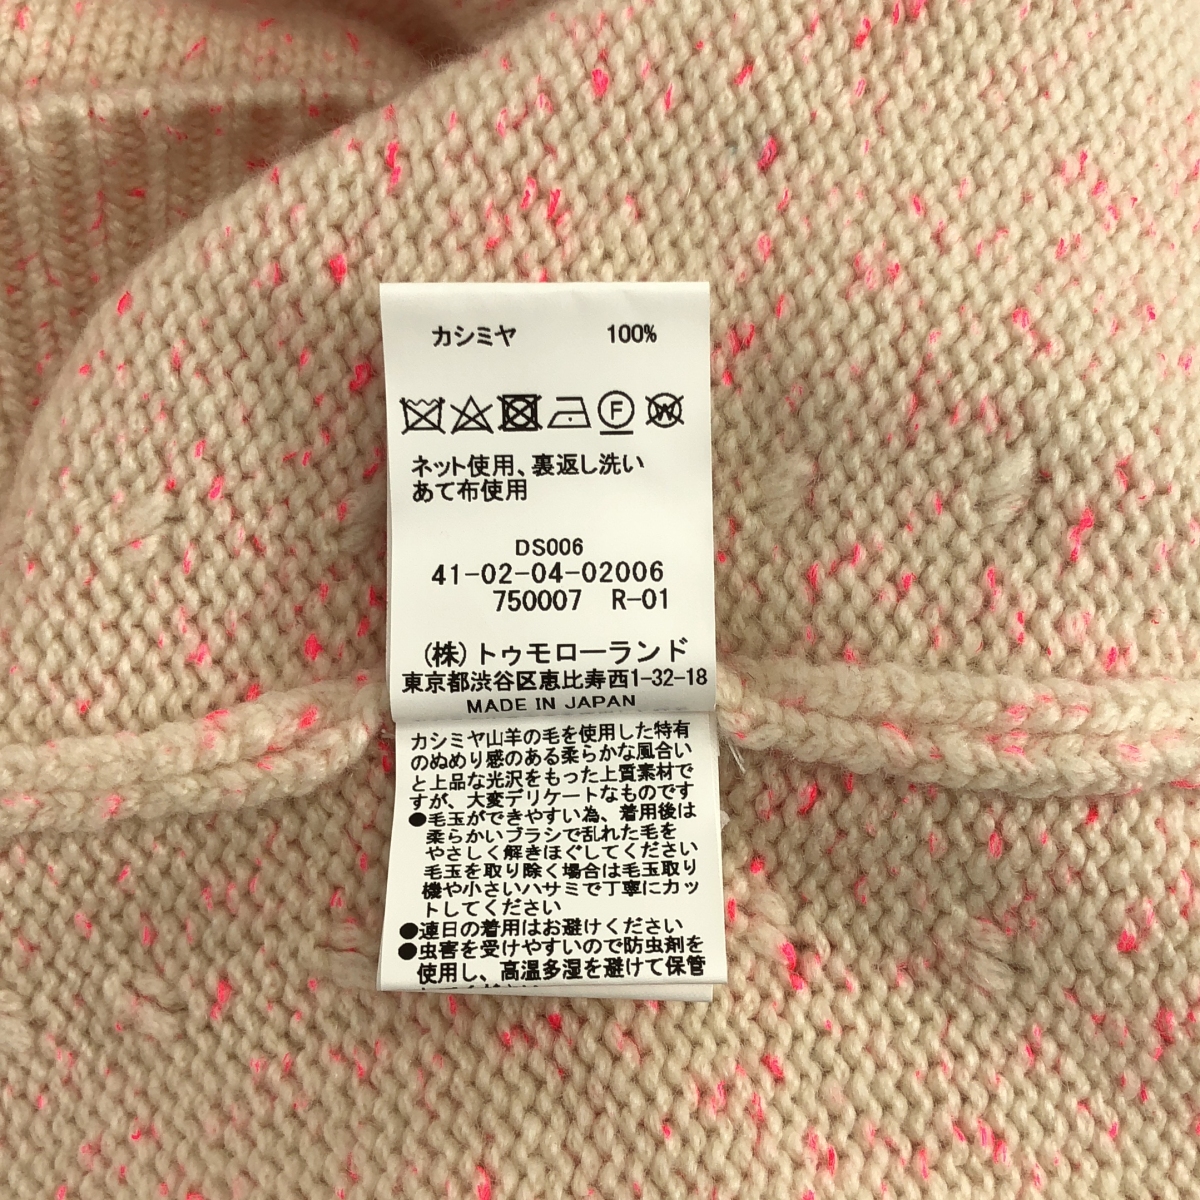 カシミヤ 100%
F W
ネット使用、裏返し洗い
あて布使用
DS006
41-02-04-02006
750007 R-01
(株)トゥモローランド
東京都渋谷区恵比寿西1-32-18
MADE IN JAPAN
カシミヤ山羊の毛を使用した特有
のぬめり感のある柔らかな風合い
と上品な光沢をもった上質素材で
すが、大変デリケートなものです
●毛玉ができやすい為、着用後は
柔らかいブラシで乱れた毛を
やさしく解きほぐしてください
毛玉を取り除く場合は毛玉取り
機や小さいハサミで丁寧にカッ
トしてください
●連日の着用はお避けください
●虫害を受けやすいので防虫剤を
使用し、高温多湿を避けて保管